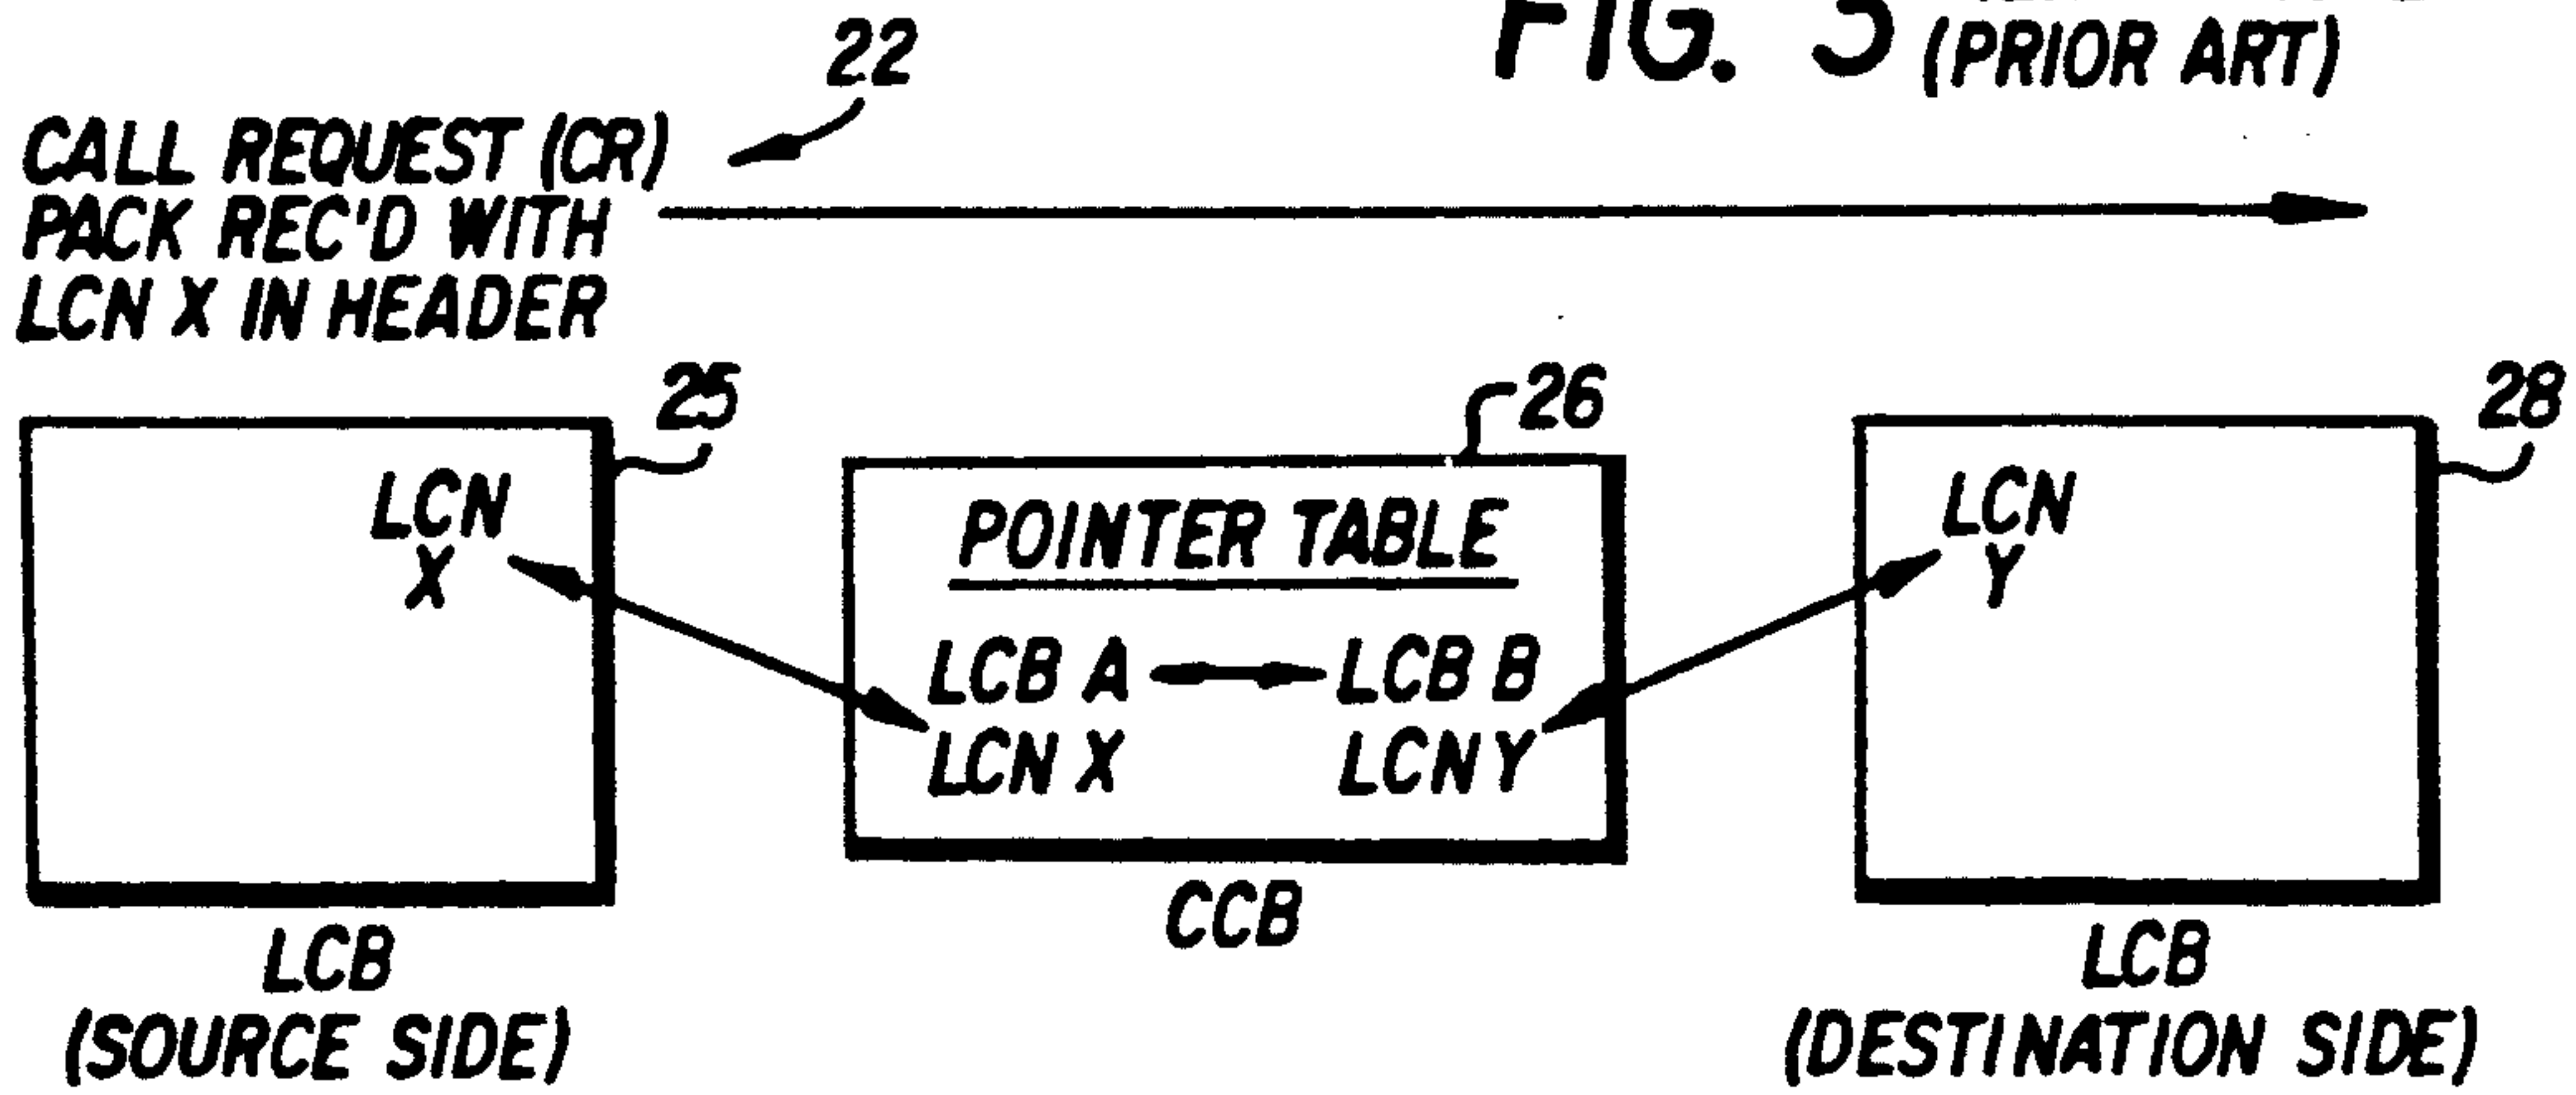 FIG. 3 (PRIOR ART)
22
CALL REQUEST (CR)
PACK REC'D WITH
LCN X IN HEADER
25
26
28
LCN
X
POINTER TABLE
LCB A LCB B
LCN X LCN Y
LCN
Y
LCB
(SOURCE SIDE)
CCB
LCB
(DESTINATION SIDE)